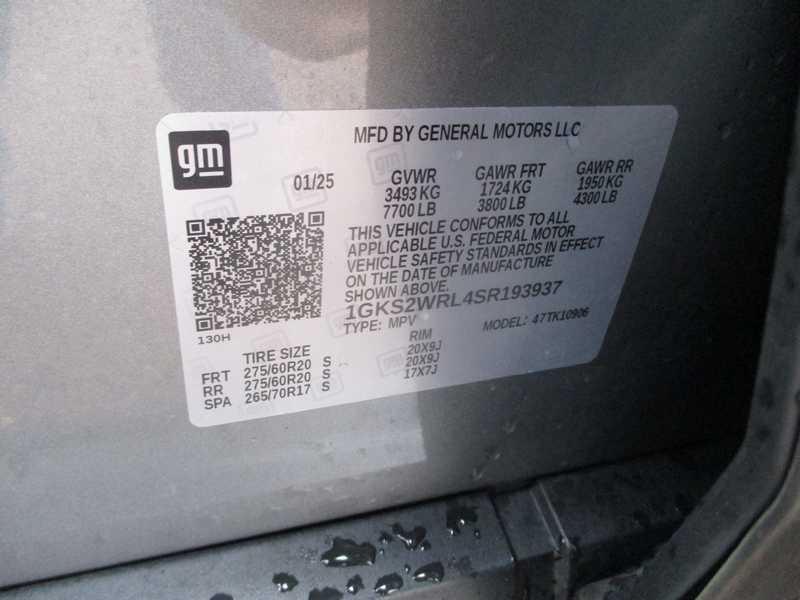 gm
MFD BY GENERAL MOTORS LLC
01/25
GVWR GAWR FRT GAWR RR
3493 KG 1724 KG 1950 KG
7700 LB 3800 LB 4300 LB
THIS VEHICLE CONFORMS TO ALL
APPLICABLE U.S. FEDERAL MOTOR
VEHICLE SAFETY STANDARDS IN EFFECT
ON THE DATE OF MANUFACTURE
SHOWN ABOVE.
1GKS2WRL4SR193937
TYPE: MPV MODEL: 47TK10906
130H
TIRE SIZE RIM
FRT 275/60R20 S 20X9J
RR 275/60R20 S 20X9J
SPA 265/70R17 S 17X7J